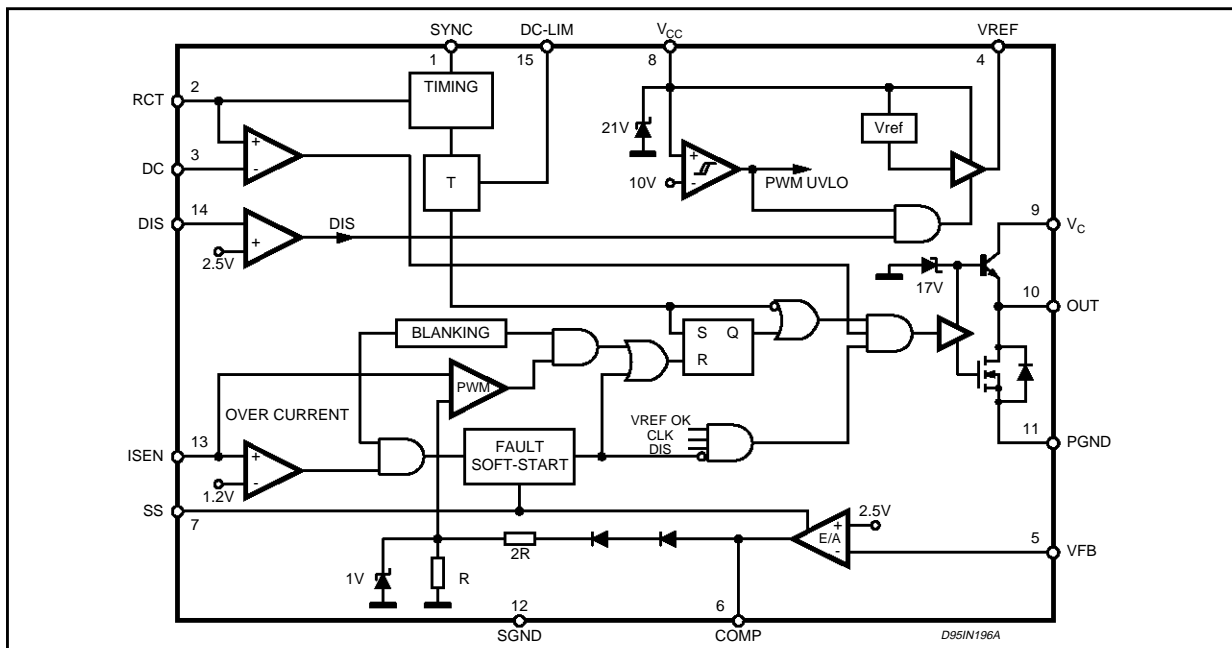 SYNC DC-LIM VCC VREF
1 15 8 4
RCT 2 TIMING
21V Vref
+
-
DC 3
T
+
-
10V PWM UVLO
DIS 14 DIS
+
2.5V
9 VC
17V
10 OUT
BLANKING S Q
R
PWM
OVER CURRENT
VREF OK
CLK
DIS
11 PGND
ISEN 13
+
-
1.2V
FAULT
SOFT-START
SS 7
2.5V
+
E/A
-
5 VFB
2R
1V R
12 6
SGND COMP
D95IN196A